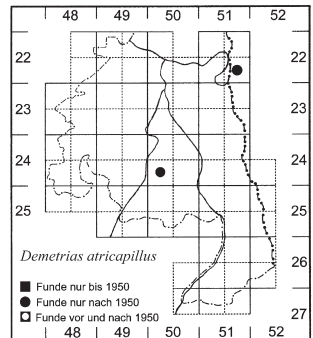 48 49 50 51 52
22 22
23 23
24 24
25 25
Demetrias atricapillus
26
Funde nur bis 1950
Funde nur nach 1950
Funde vor und nach 1950
27
48 49 50 51 52